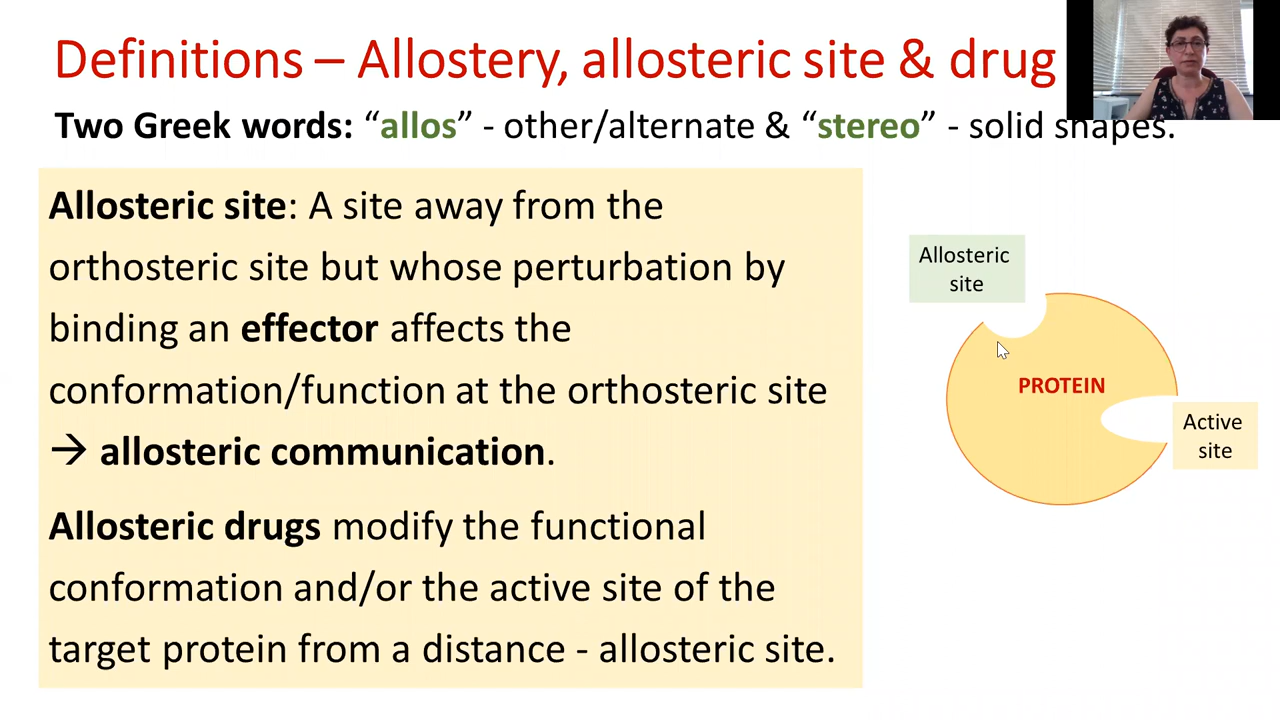 Definitions – Allostery, allosteric site & drug
Two Greek words: “allos” - other/alternate & “stereo” - solid shapes.
Allosteric site: A site away from the
orthosteric site but whose perturbation by
binding an effector affects the
conformation/function at the orthosteric site
→ allosteric communication.
Allosteric drugs modify the functional
conformation and/or the active site of the
target protein from a distance - allosteric site.
Allosteric
site
PROTEIN
Active
site